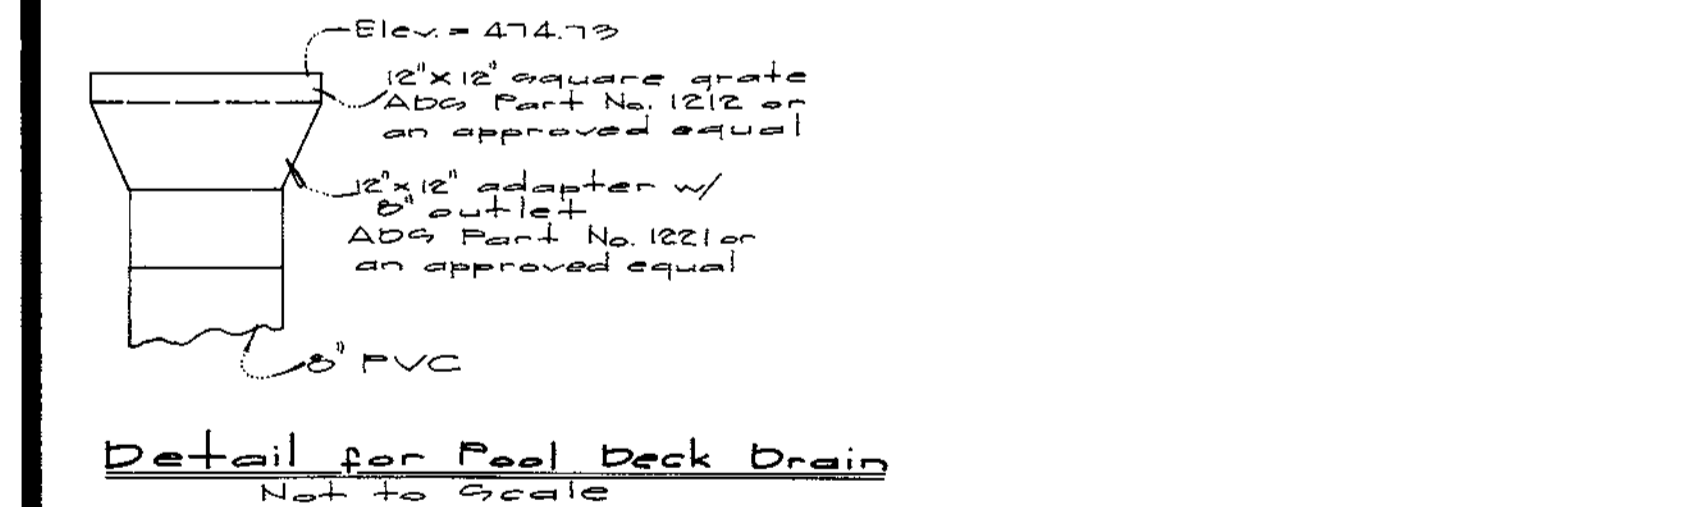 Elev. = 474.73
12"x12" square grate
ADS Part No. 1212 or
an approved equal
12"x12" adapter w/
8" outlet
ADS Part No. 1221 or
an approved equal
8" PVC
Detail for Pool Deck Drain
Not to Scale